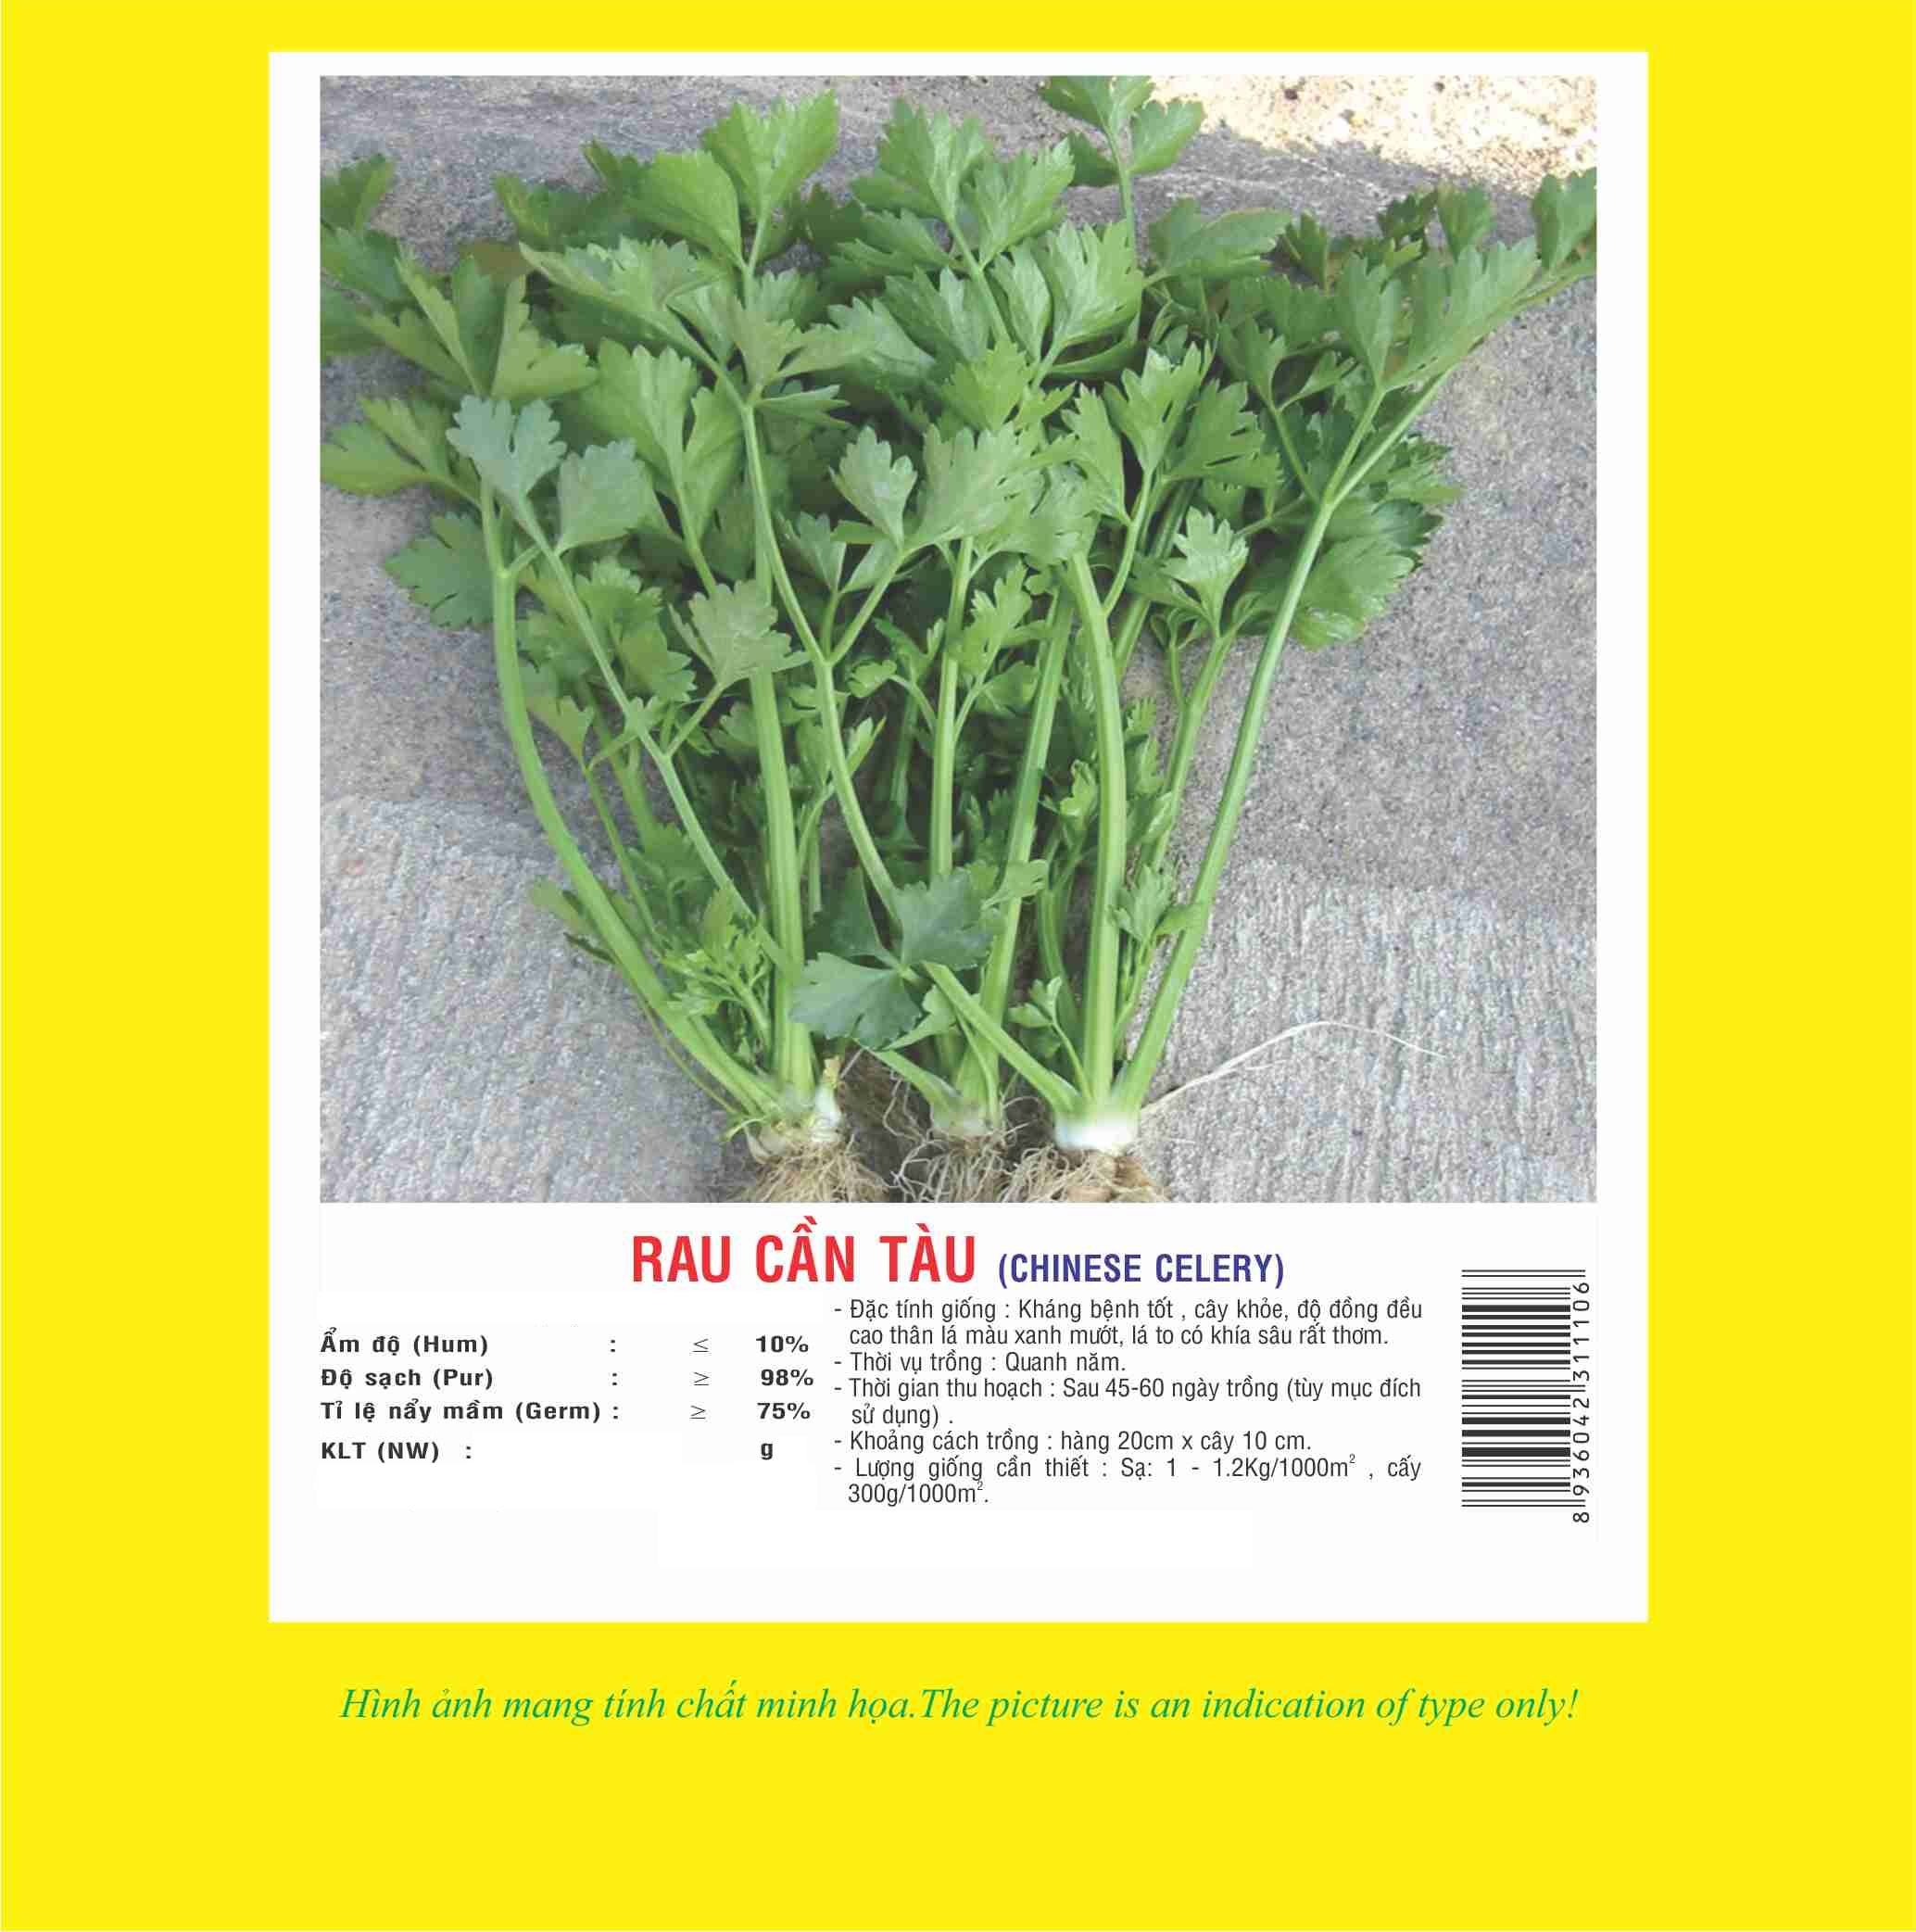 RAU CẦN TÀU (CHINESE CELERY)
Ẩm độ (Hum) : ≤ 10%
Độ sạch (Pur) : ≥ 98%
Tỉ lệ nẩy mầm (Germ) : ≥ 75%
KLT (NW) : g
- Đặc tính giống : Kháng bệnh tốt , cây khỏe, độ đồng đều
cao thân lá màu xanh mướt, lá to có khía sâu rất thơm.
- Thời vụ trồng : Quanh năm.
- Thời gian thu hoạch : Sau 45-60 ngày trồng (tùy mục đích
sử dụng) .
- Khoảng cách trồng : hàng 20cm x cây 10 cm.
- Lượng giống cần thiết : Sạ: 1 - 1.2Kg/1000m² , cấy
300g/1000m².
8936042311106
Hình ảnh mang tính chất minh họa.The picture is an indication of type only!